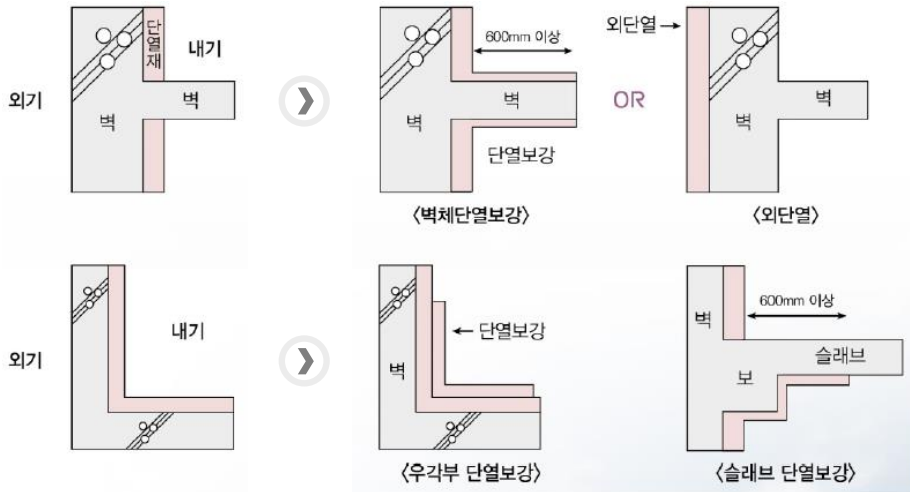 단열재
내기
외기
벽
벽
600mm 이상
벽
벽
단열보강
〈벽체단열보강〉
OR
외단열
벽
벽
〈외단열〉
외기
내기
벽
단열보강
〈우각부 단열보강〉
벽
600mm 이상
슬래브
보
〈슬래브 단열보강〉